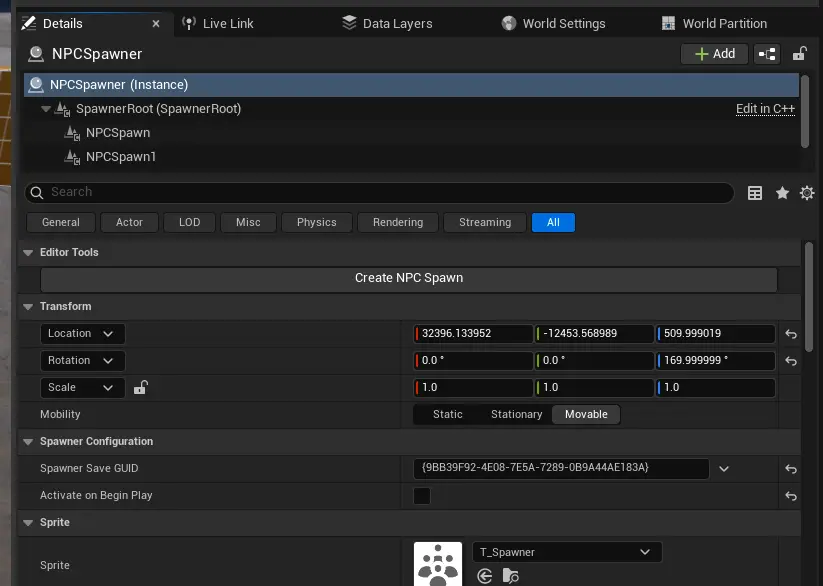 Details
Live Link
Data Layers
World Settings
World Partition
NPCSpawner
Add
NPCSpawner (Instance)
SpawnerRoot (SpawnerRoot) Edit in C++
NPCSpawn
NPCSpawn1
Search
General Actor LOD Misc Physics Rendering Streaming All
Editor Tools
Create NPC Spawn
Transform
Location 32396.133952 -12453.568989 509.999019
Rotation 0.0 ° 0.0 ° 169.999999 °
Scale 1.0 1.0 1.0
Mobility Static Stationary Movable
Spawner Configuration
Spawner Save GUID {9BB39F92-4E08-7E5A-7289-0B9A44AE183A}
Activate on Begin Play
Sprite
Sprite T_Spawner